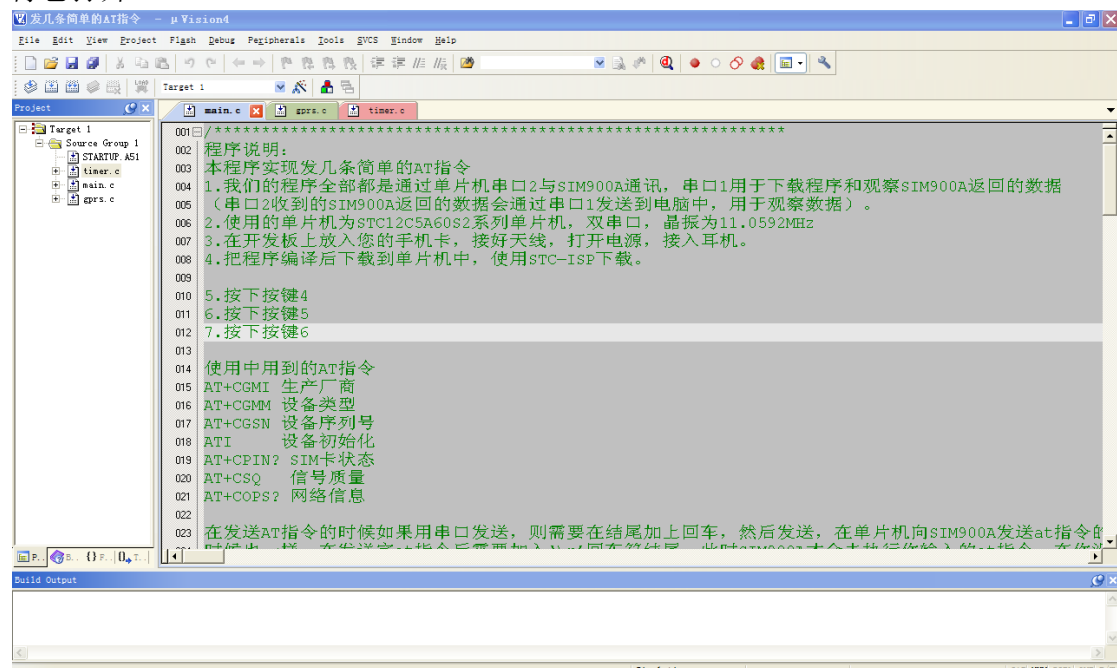 发几条简单的AT指令 - μVision4
File Edit View Project Flash Debug Peripherals Tools SVCS Window Help
Target 1
Project
main.c gprs.c timer.c
Target 1
Source Group 1
STARTUP.A51
timer.c
main.c
gprs.c
001 /************************************************************
002 程序说明:
003 本程序实现发几条简单的AT指令
004 1.我们的程序全部都是通过单片机串口2与SIM900A通讯,串口1用于下载程序和观察SIM900A返回的数据
005 (串口2收到的SIM900A返回的数据会通过串口1发送到电脑中,用于观察数据)。
006 2.使用的单片机为STC12C5A60S2系列单片机,双串口,晶振为11.0592MHz
007 3.在开发板上放入您的手机卡,接好天线,打开电源,接入耳机。
008 4.把程序编译后下载到单片机中,使用STC-ISP下载。
009
010 5.按下按键4
011 6.按下按键5
012 7.按下按键6
013
014 使用中用到的AT指令
015 AT+CGMI 生产厂商
016 AT+CGMM 设备类型
017 AT+CGSN 设备序列号
018 ATI 设备初始化
019 AT+CPIN? SIM卡状态
020 AT+CSQ 信号质量
021 AT+COPS? 网络信息
022
023 在发送AT指令的时候如果用串口发送,则需要在结尾加上回车,然后发送,在单片机向SIM900A发送at指令的
P.. B.. {} F.. 0 T..
Build Output